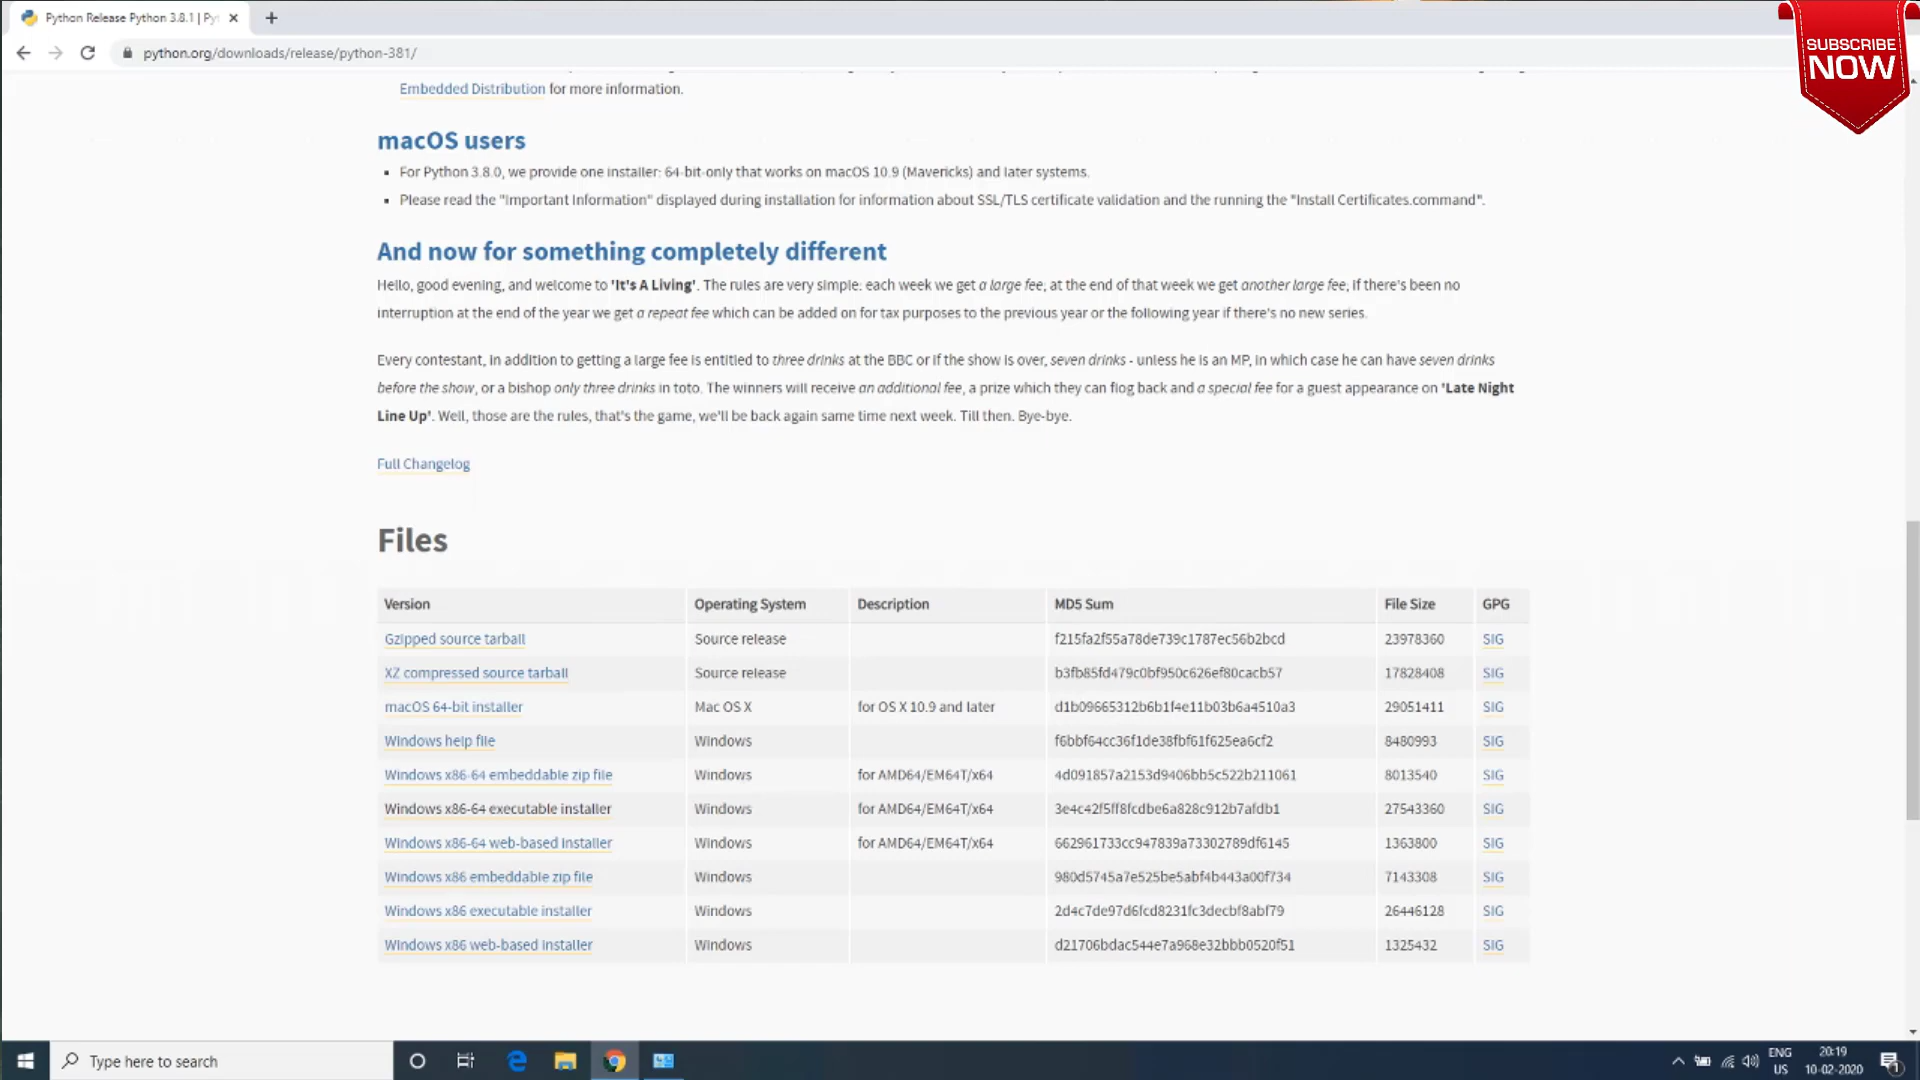 Python Release Python 3.8.1 | Pyt
python.org/downloads/release/python-381/
SUBSCRIBE
NOW
Embedded Distribution for more information.
macOS users
For Python 3.8.0, we provide one installer: 64-bit-only that works on macOS 10.9 (Mavericks) and later systems.
Please read the "Important Information" displayed during installation for information about SSL/TLS certificate validation and the running the "Install Certificates.command".
And now for something completely different
Hello, good evening, and welcome to 'It's A Living'. The rules are very simple: each week we get a large fee; at the end of that week we get another large fee; if there's been no
interruption at the end of the year we get a repeat fee which can be added on for tax purposes to the previous year or the following year if there's no new series.
Every contestant, in addition to getting a large fee is entitled to three drinks at the BBC or if the show is over, seven drinks - unless he is an MP, in which case he can have seven drinks
before the show, or a bishop only three drinks in toto. The winners will receive an additional fee, a prize which they can flog back and a special fee for a guest appearance on 'Late Night
Line Up'. Well, those are the rules, that's the game, we'll be back again same time next week. Till then. Bye-bye.
Full Changelog
Files
Version Operating System Description MD5 Sum File Size GPG
Gzipped source tarball Source release f215fa2f55a78de739c1787ec56b2bcd 23978360 SIG
XZ compressed source tarball Source release b3fb85fd479c0bf950c626ef80cacb57 17828408 SIG
macOS 64-bit installer Mac OS X for OS X 10.9 and later d1b09665312b6b1f4e11b03b6a4510a3 29051411 SIG
Windows help file Windows f6bbf64cc36f1de38fbf61f625ea6cf2 8480993 SIG
Windows x86-64 embeddable zip file Windows for AMD64/EM64T/x64 4d091857a2153d9406bb5c522b211061 8013540 SIG
Windows x86-64 executable installer Windows for AMD64/EM64T/x64 3e4c42f5ff8fcdbe6a828c912b7afdb1 27543360 SIG
Windows x86-64 web-based installer Windows for AMD64/EM64T/x64 662961733cc947839a73302789df6145 1363800 SIG
Windows x86 embeddable zip file Windows 980d5745a7e525be5abf4b443a00f734 7143308 SIG
Windows x86 executable installer Windows 2d4c7de97d6fcd8231fc3decbf8abf79 26446128 SIG
Windows x86 web-based installer Windows d21706bdac544e7a968e32bbb0520f51 1325432 SIG
Type here to search
ENG 20:19
US 10-02-2020
1